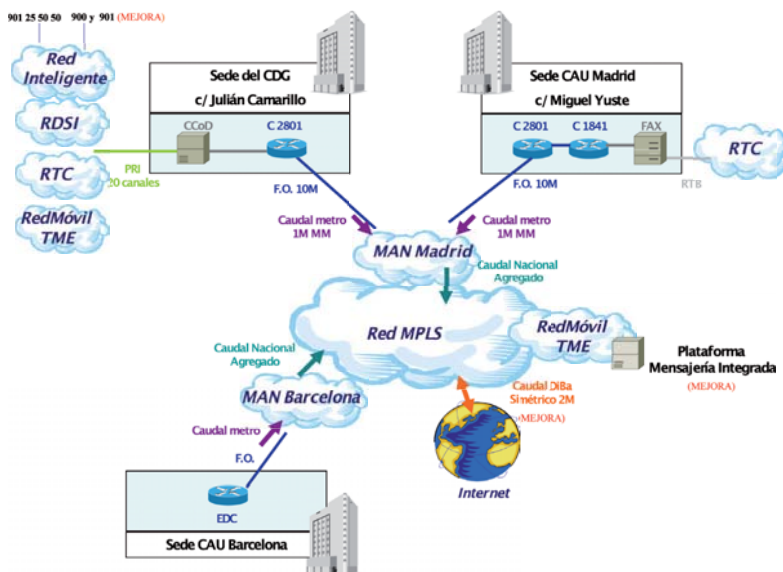 901 25 50 50 900 y 901 (MEJORA)
Red
Inteligente
RDSI
RTC
RedMóvil
TME
PRI
20 canales
Sede del CDG
c/ Julián Camarillo
CCoD
C 2801
F.O. 10M
Caudal metro
1M MM
Sede CAU Madrid
c/ Miguel Yuste
C 2801
C 1841
FAX
F.O. 10M
RTB
RTC
Caudal metro
1M MM
MAN Madrid
Caudal Nacional
Agregado
Red MPLS
RedMóvil
TME
Plataforma
Mensajería Integrada
(MEJORA)
Caudal Nacional
Agregado
MAN Barcelona
Caudal metro
F.O.
EDC
Sede CAU Barcelona
Caudal DiBa
Simétrico 2M
(MEJORA)
Internet